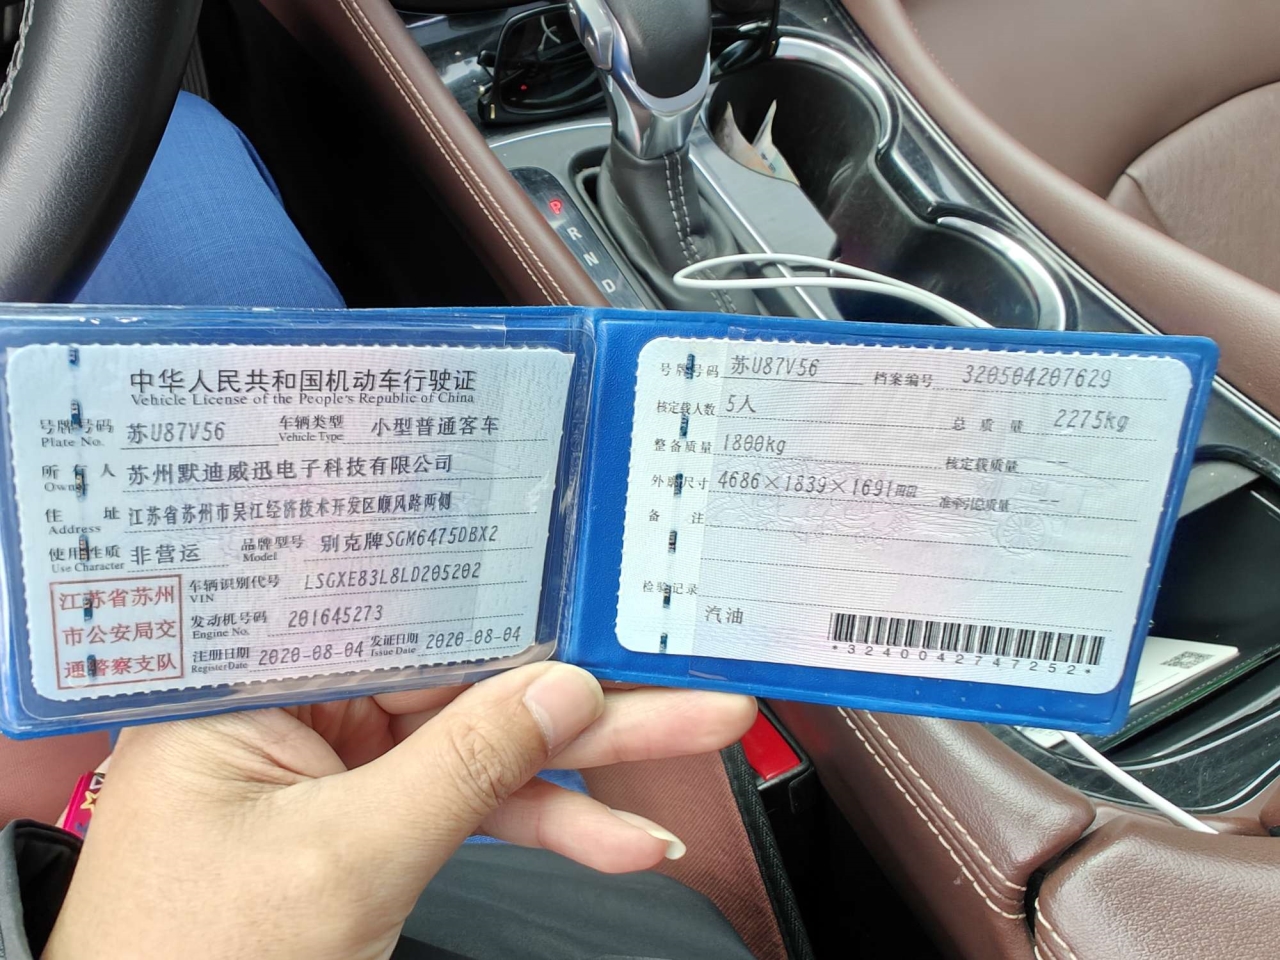 P
R
N
D
中华人民共和国机动车行驶证
Vehicle License of the People's Republic of China
号牌号码 苏U87V56 车辆类型 小型普通客车
Plate No. Vehicle Type
所有人 苏州默迪威迅电子科技有限公司
Owner
住址 江苏省苏州市吴江经济技术开发区顺风路两侧
Address
使用性质 非营运 品牌型号 别克牌SGM6475DBX2
Use Character Model
江苏省苏州
市公安局交
通警察支队
车辆识别代号 LSGXE83L8LD205202
VIN
发动机号码 201645273
Engine No.
注册日期 2020-08-04 发证日期 2020-08-04
Register Date Issue Date
号牌号码 苏U87V56 档案编号 320504207629
核定载人数 5人 总质量 2275kg
整备质量 1800kg 核定载质量 --
外廓尺寸 4686×1839×1691mm 准牵引总质量 --
备注
检验记录
汽油
*3240042747252*